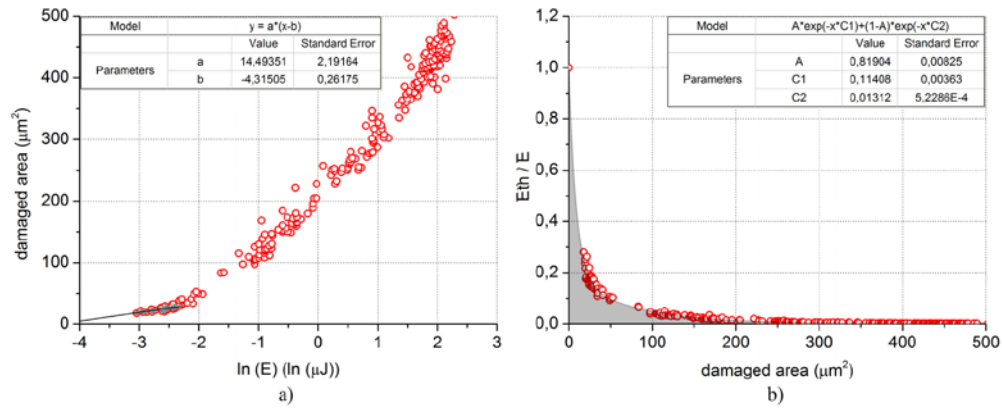 Model y = a*(x-b)
Value Standard Error
Parameters a 14,49351 2,19164
b -4,31505 0,26175
500
400
300
200
100
0
damaged area (μm²)
-4 -3 -2 -1 0 1 2 3
ln (E) (ln (μJ))
a)
Model A*exp(-x*C1)+(1-A)*exp(-x*C2)
Value Standard Error
Parameters A 0,81904 0,00825
C1 0,11408 0,00363
C2 0,01312 5,2286E-4
1,2
1,0
0,8
0,6
0,4
0,2
0,0
Eth / E
0 100 200 300 400 500
damaged area (μm²)
b)